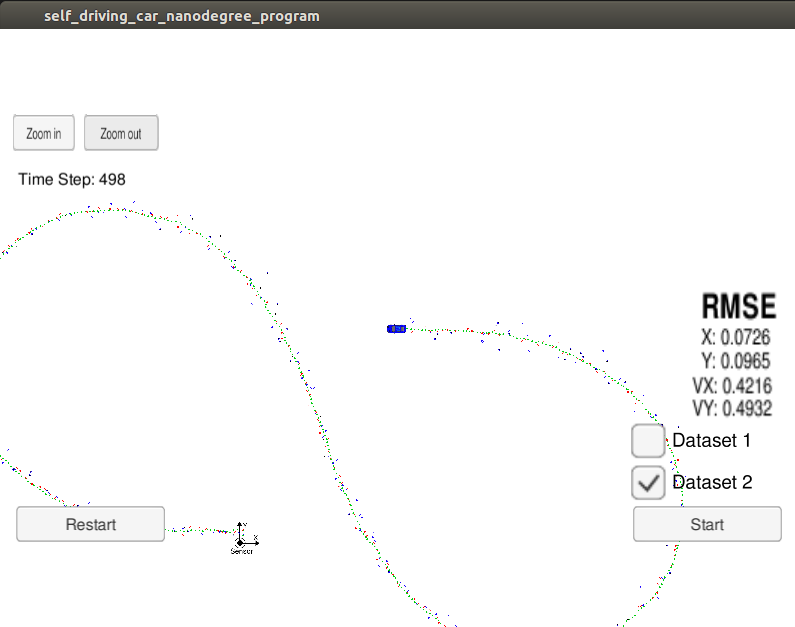 self_driving_car_nanodegree_program
Zoom in
Zoom out
Time Step: 498
RMSE
X: 0.0726
Y: 0.0965
VX: 0.4216
VY: 0.4932
Dataset 1
Dataset 2
Restart
Start
Y
X
Sensor